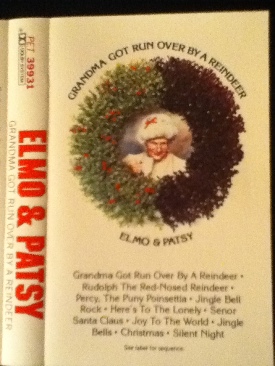 PET 39931
DOLBY SYSTEM
ELMO & PATSY
GRANDMA GOT RUN OVER BY A REINDEER
GRANDMA GOT RUN OVER BY A REINDEER
ELMO & PATSY
Grandma Got Run Over By A Reindeer •
Rudolph The Red-Nosed Reindeer •
Percy, The Puny Poinsettia • Jingle Bell
Rock • Here's To The Lonely • Senor
Santa Claus • Joy To The World • Jingle
Bells • Christmas • Silent Night
See label for sequence